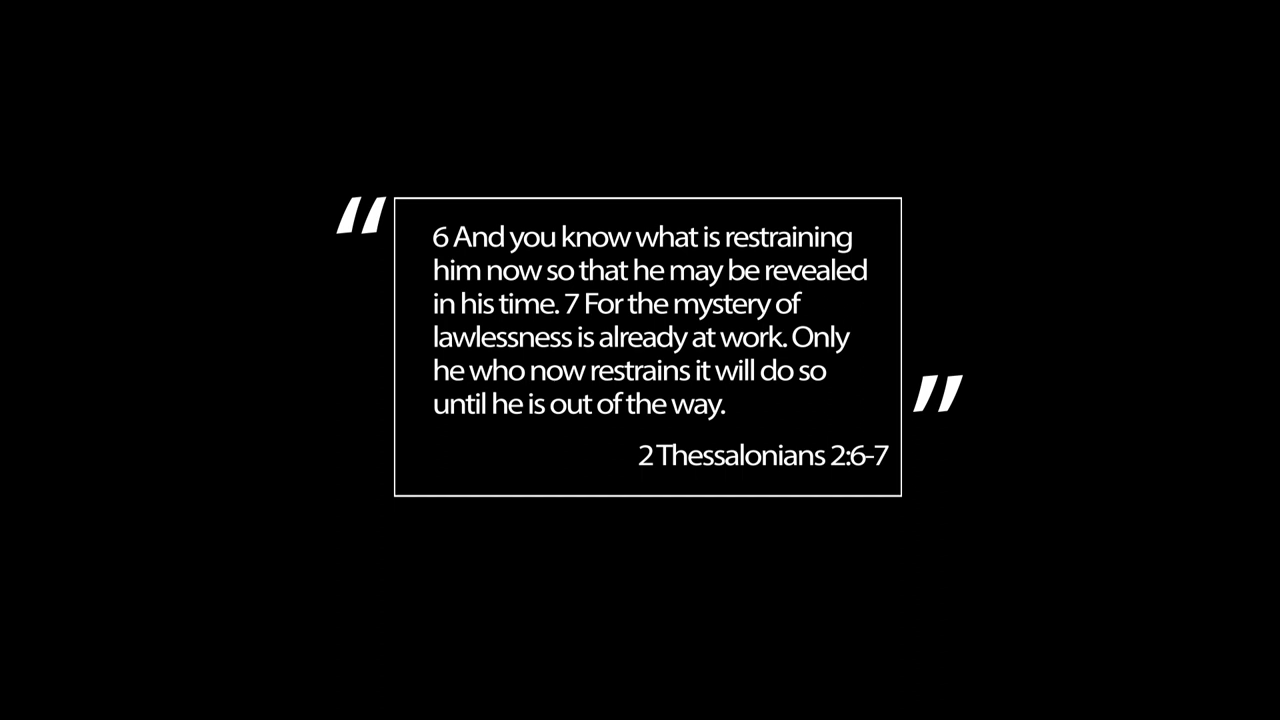 “
6 And you know what is restraining
him now so that he may be revealed
in his time. 7 For the mystery of
lawlessness is already at work. Only
he who now restrains it will do so
until he is out of the way.
”
2 Thessalonians 2:6-7